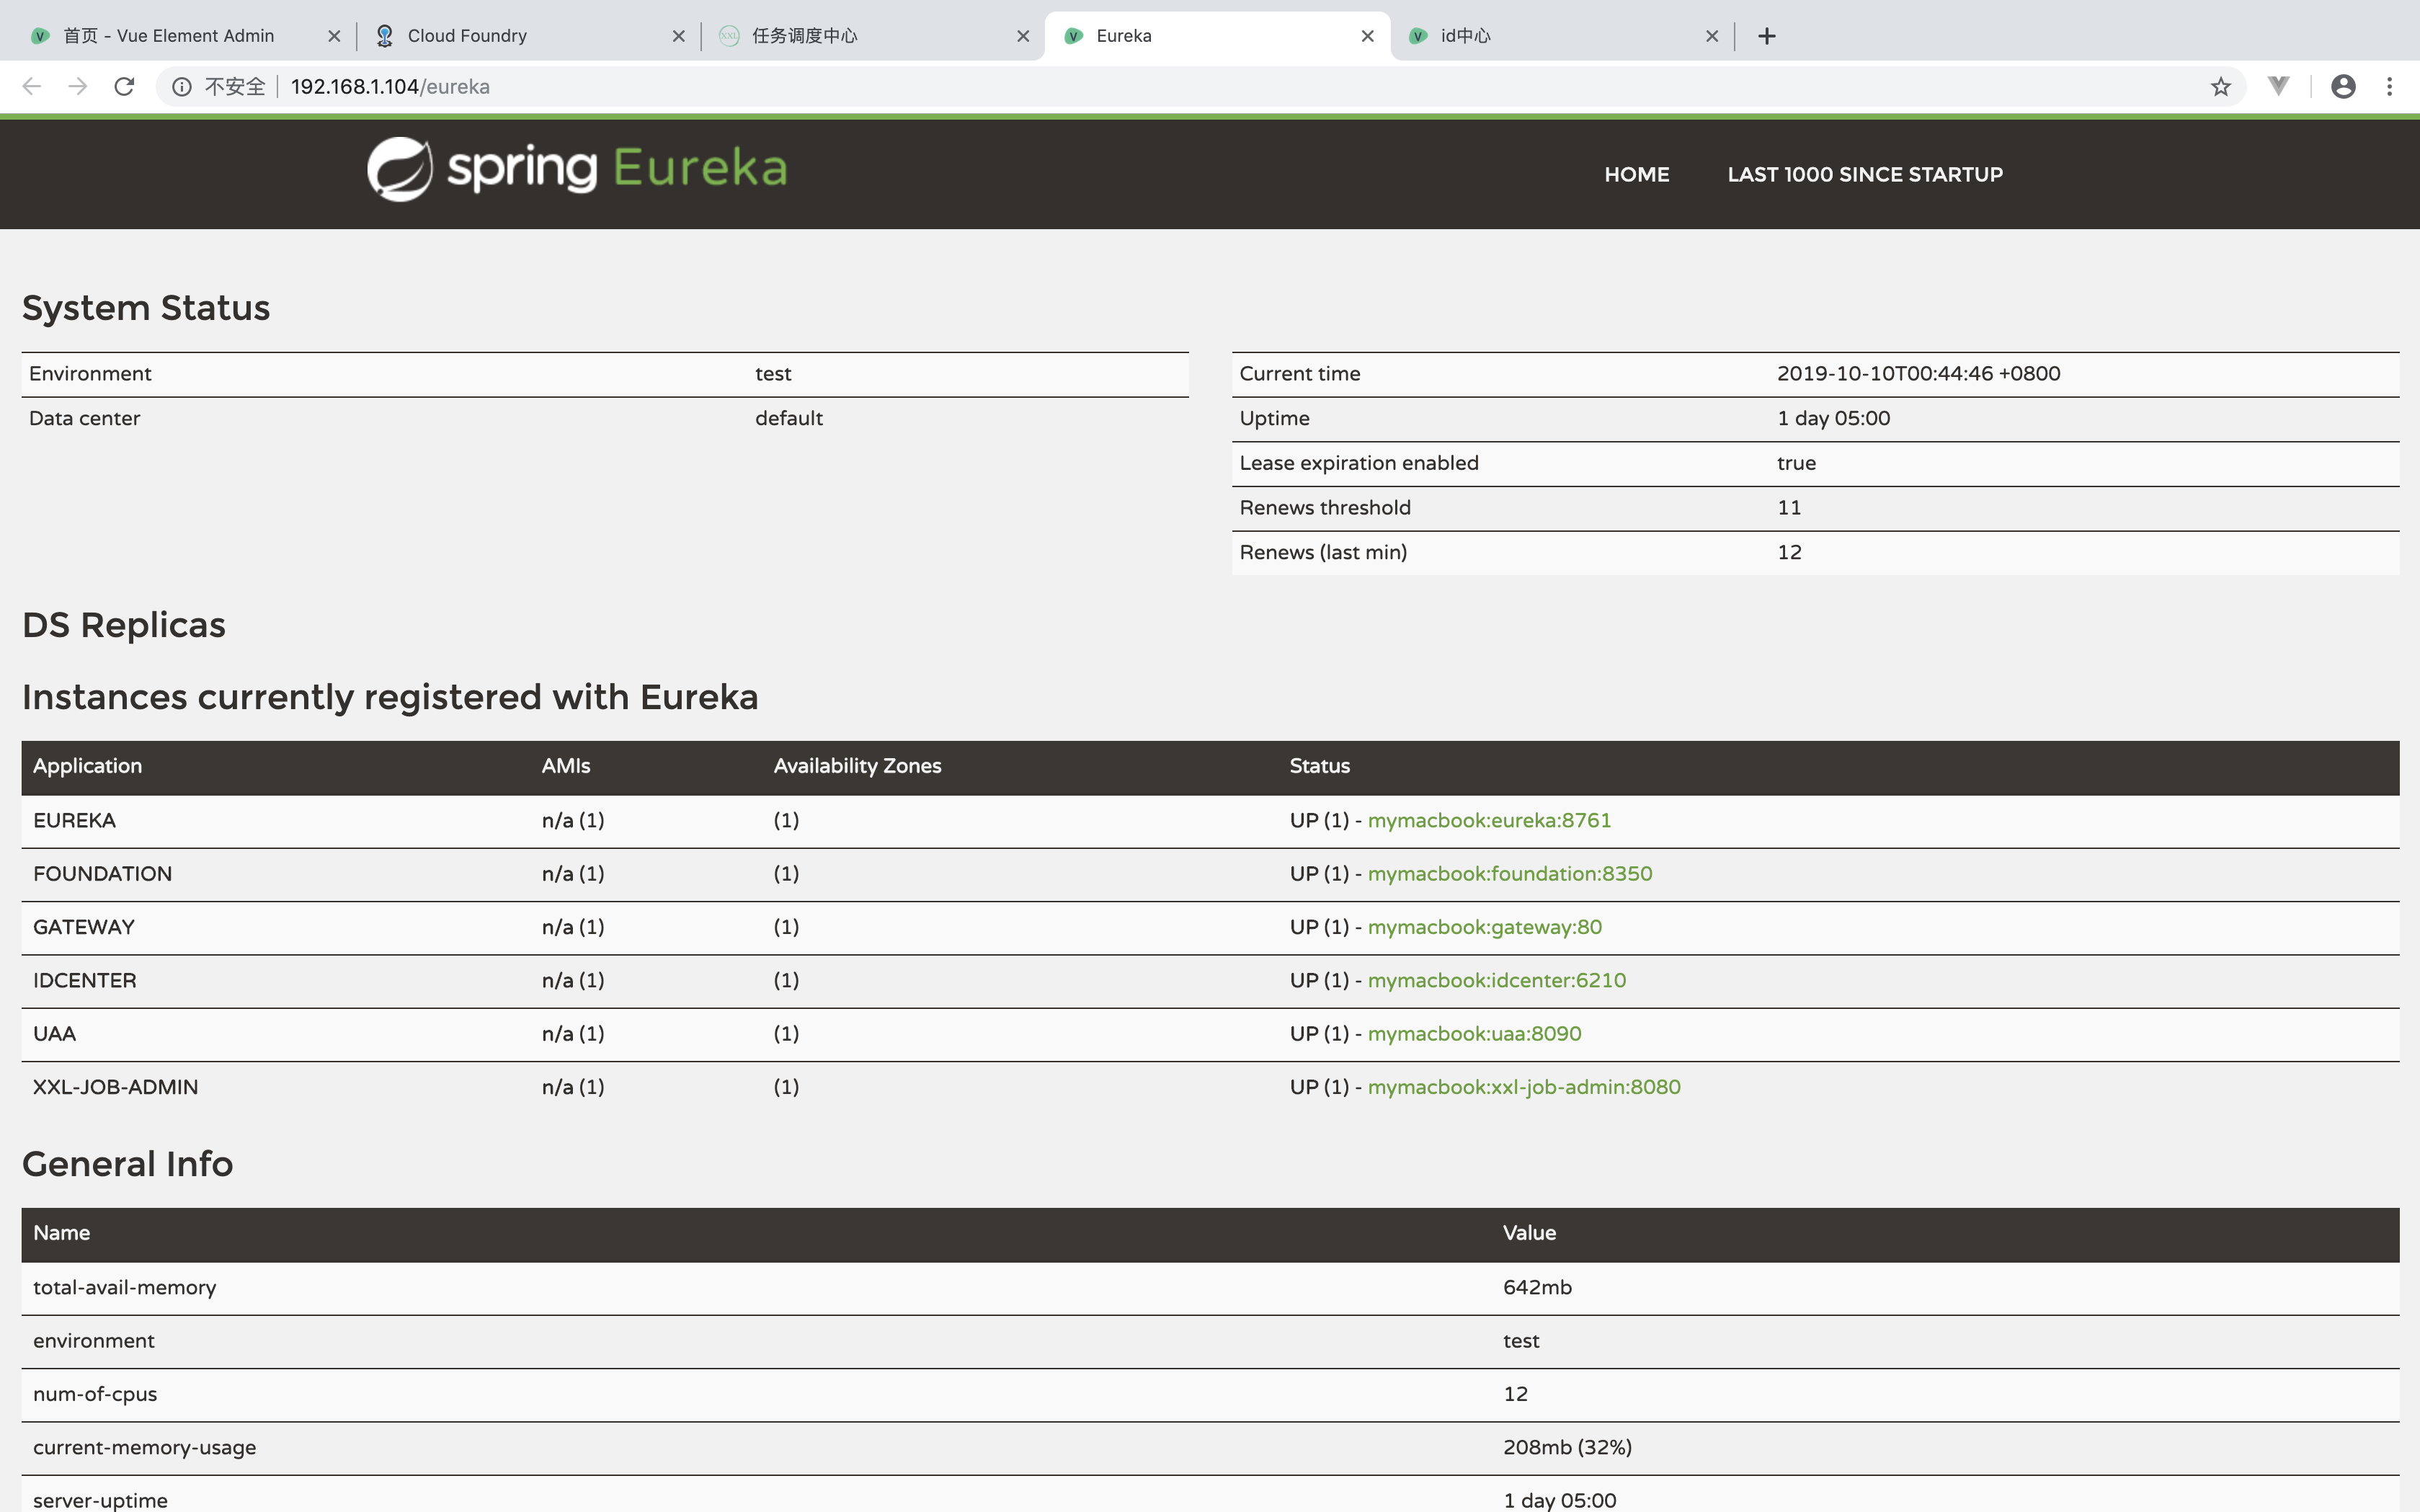 首页 - Vue Element Admin
Cloud Foundry
XXL
任务调度中心
Eureka
id中心
不安全
192.168.1.104/eureka
spring Eureka
HOME
LAST 1000 SINCE STARTUP
System Status
Environment test
Data center default
Current time 2019-10-10T00:44:46 +0800
Uptime 1 day 05:00
Lease expiration enabled true
Renews threshold 11
Renews (last min) 12
DS Replicas
Instances currently registered with Eureka
Application AMIs Availability Zones Status
EUREKA n/a (1) (1) UP (1) - mymacbook:eureka:8761
FOUNDATION n/a (1) (1) UP (1) - mymacbook:foundation:8350
GATEWAY n/a (1) (1) UP (1) - mymacbook:gateway:80
IDCENTER n/a (1) (1) UP (1) - mymacbook:idcenter:6210
UAA n/a (1) (1) UP (1) - mymacbook:uaa:8090
XXL-JOB-ADMIN n/a (1) (1) UP (1) - mymacbook:xxl-job-admin:8080
General Info
Name Value
total-avail-memory 642mb
environment test
num-of-cpus 12
current-memory-usage 208mb (32%)
server-uptime 1 day 05:00